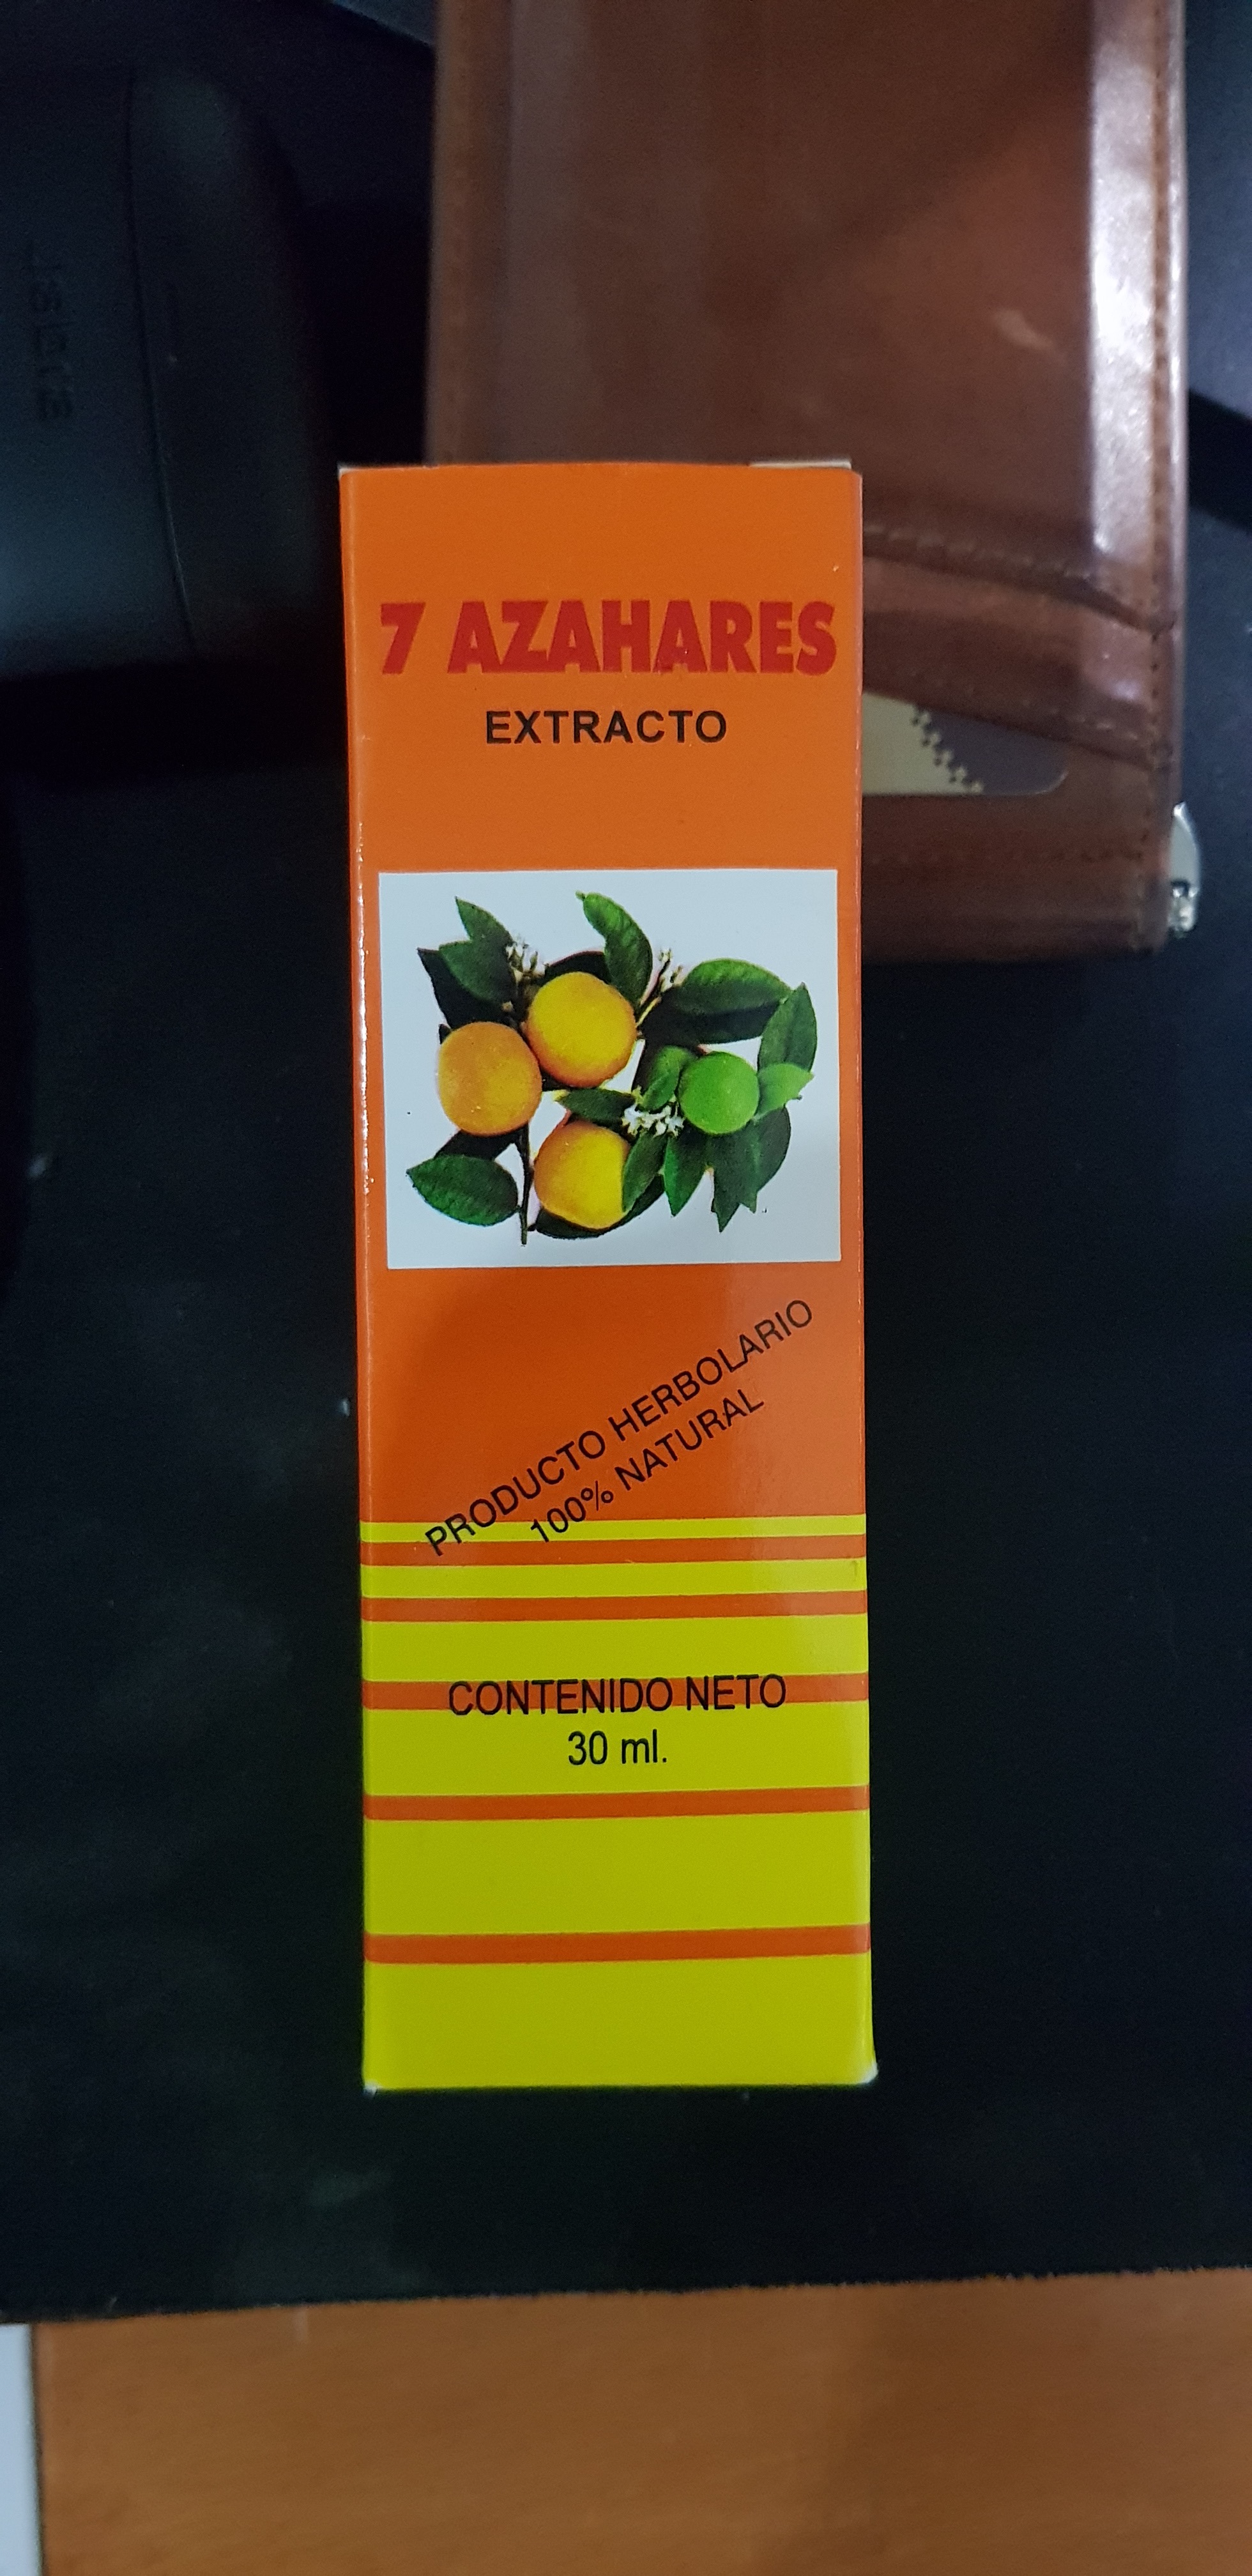 7 AZAHARES
EXTRACTO
PRODUCTO HERBOLARIO
100% NATURAL
CONTENIDO NETO
30 ml.